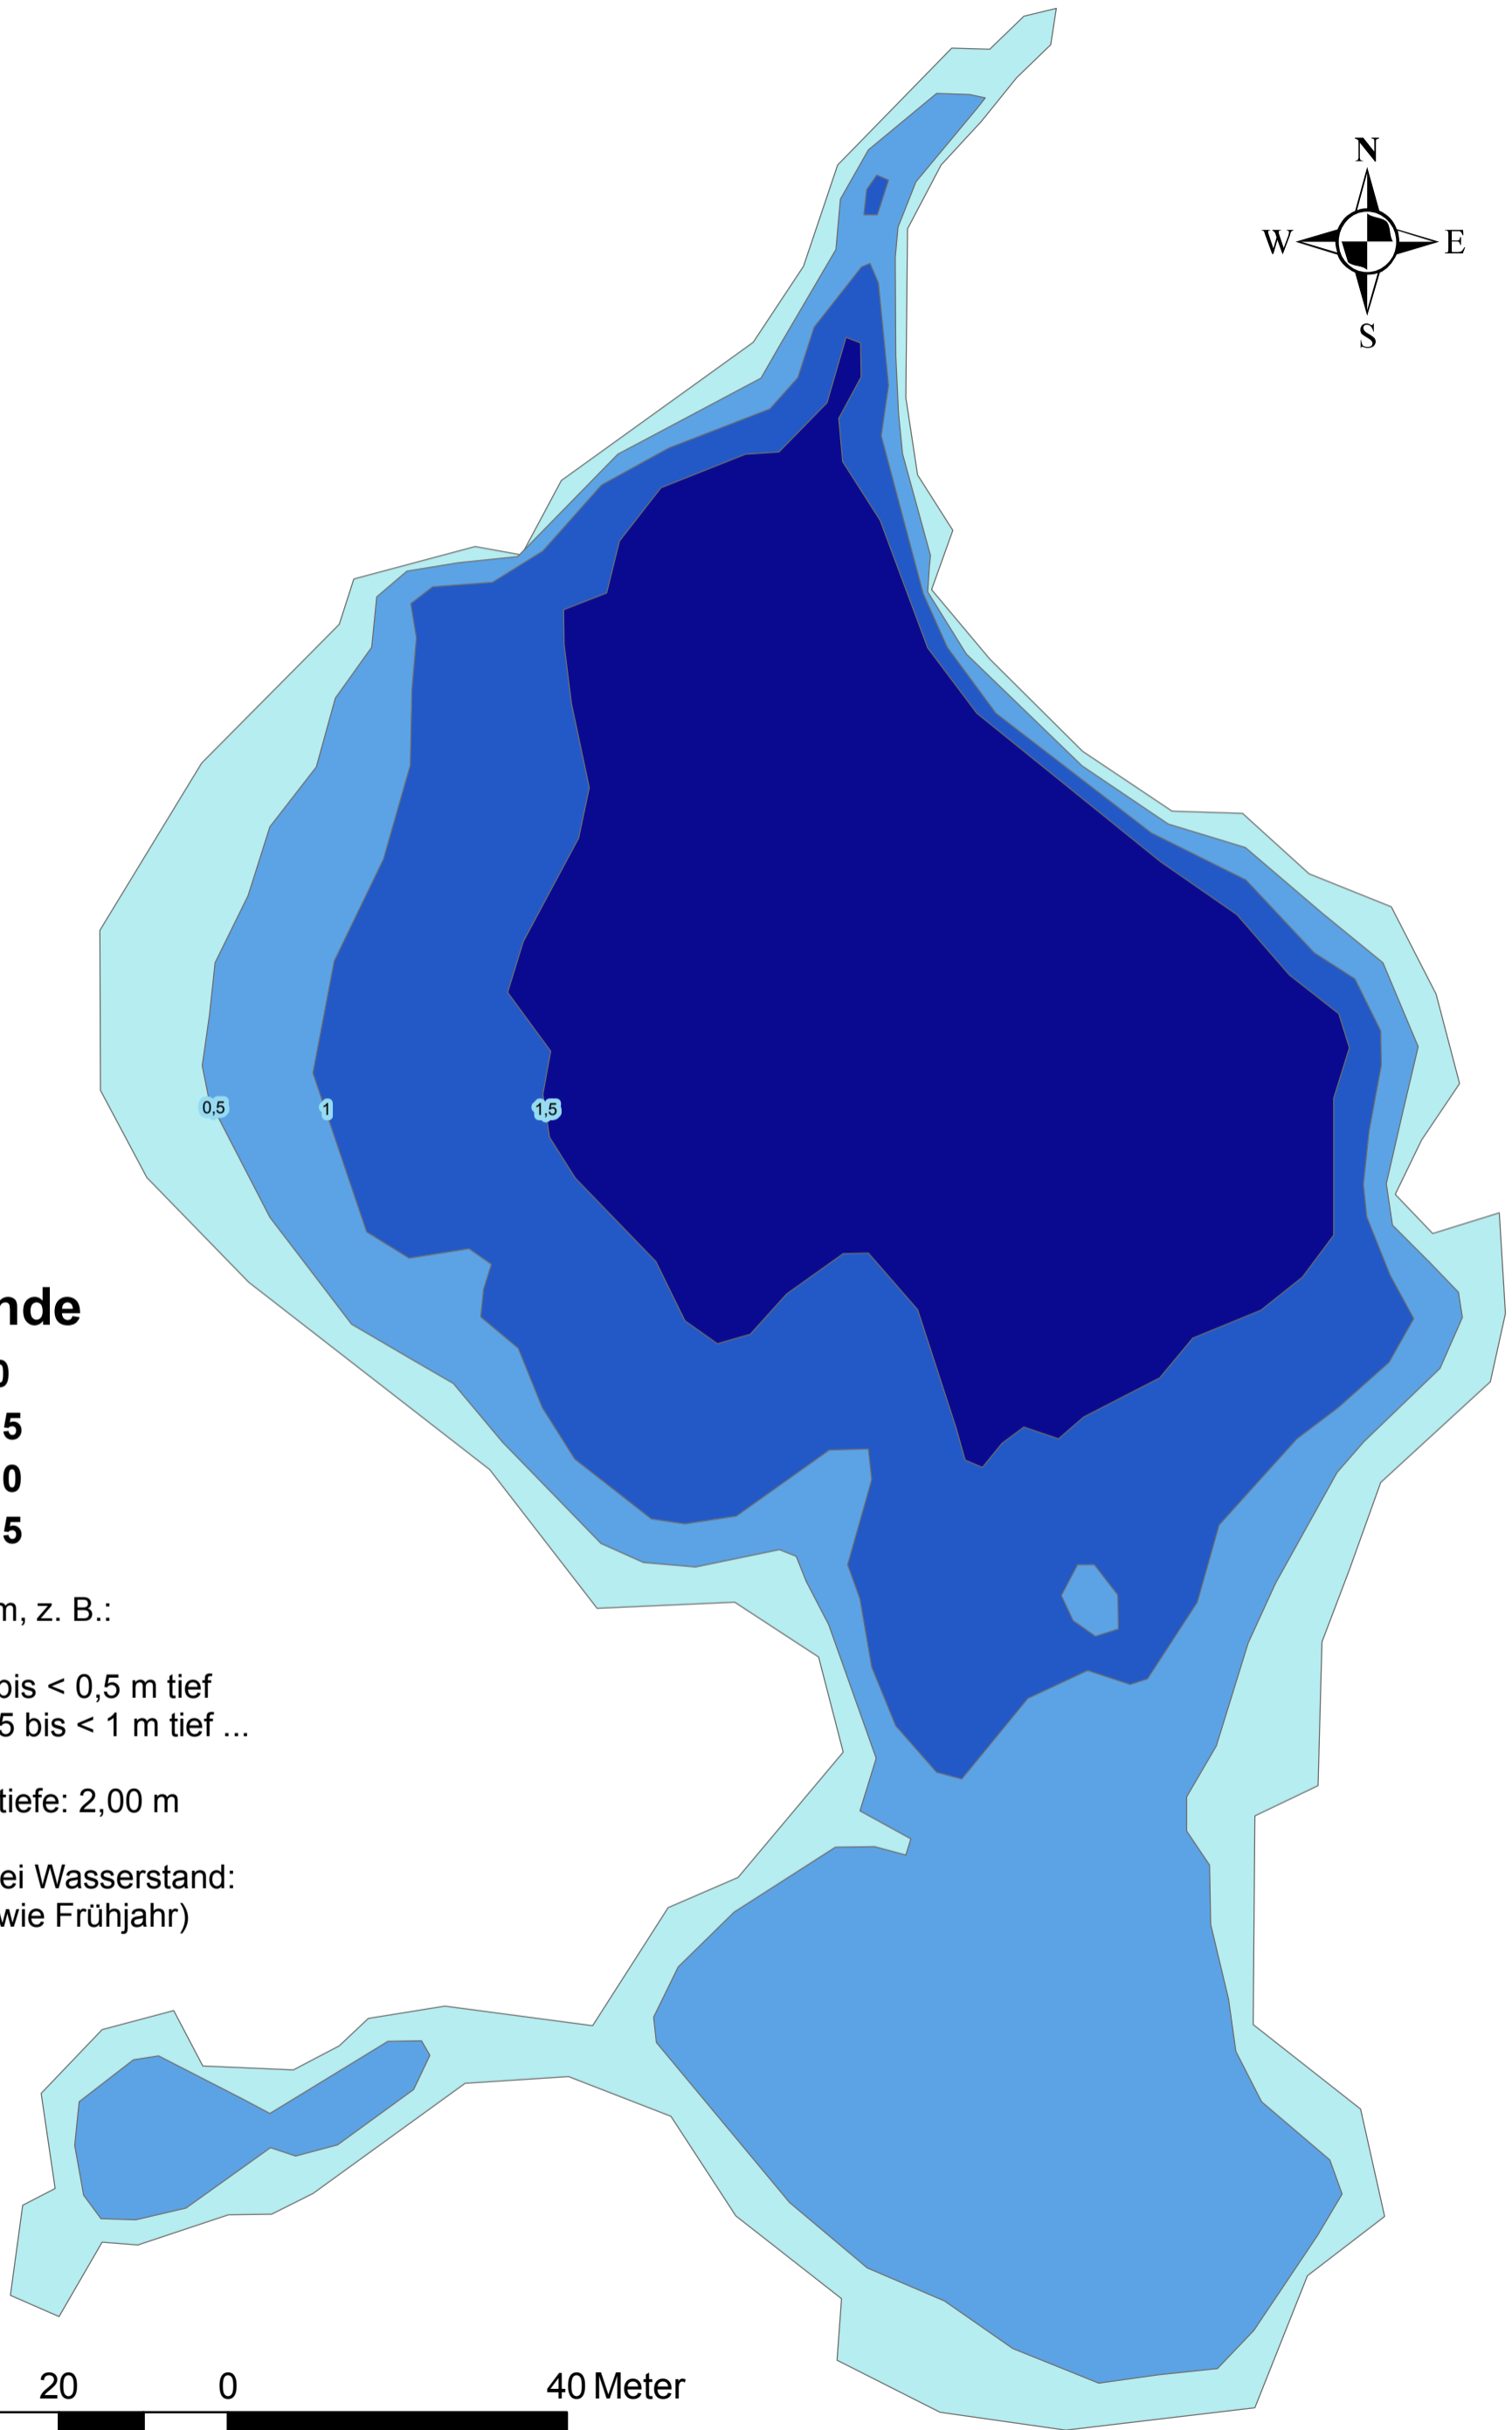 N
W E
S
0,5 1 1,5
nde
0
5
0
5
m, z. B.:
bis < 0,5 m tief
5 bis < 1 m tief ...
tiefe: 2,00 m
ei Wasserstand:
wie Frühjahr)
20 0 40 Meter